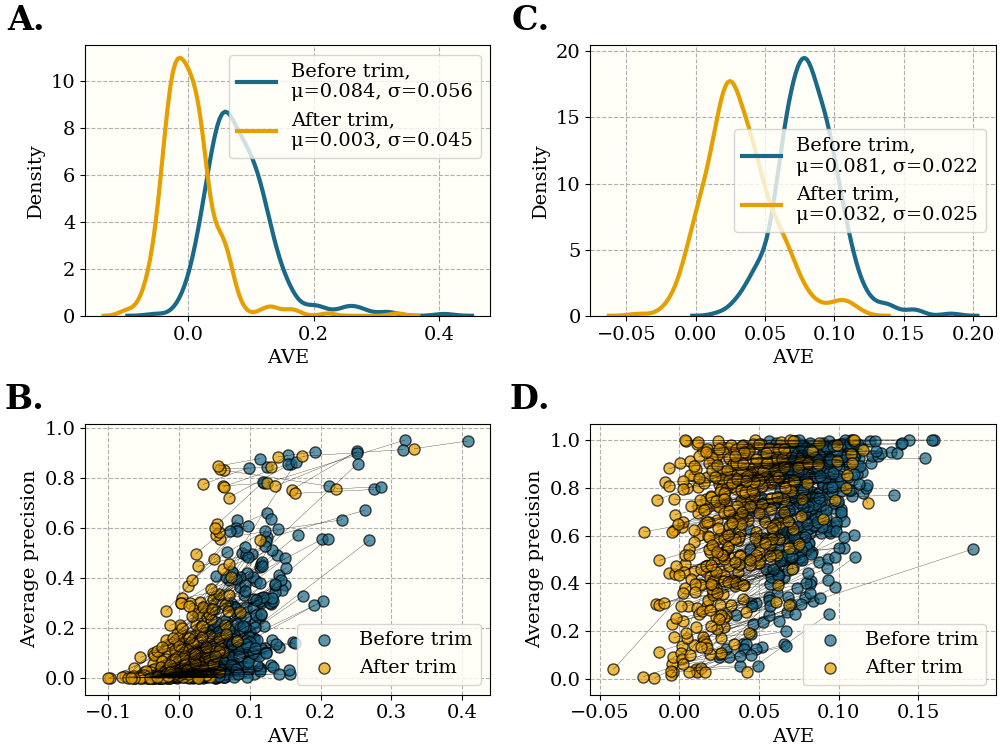 A.
10
8
6
4
2
0
Density
0.0
0.2
0.4
AVE
Before trim,
μ=0.084, σ=0.056
After trim,
μ=0.003, σ=0.045
C.
20
15
10
5
0
Density
−0.05
0.00
0.05
0.10
0.15
0.20
AVE
Before trim,
μ=0.081, σ=0.022
After trim,
μ=0.032, σ=0.025
B.
1.0
0.8
0.6
0.4
0.2
0.0
Average precision
−0.1
0.0
0.1
0.2
0.3
0.4
AVE
Before trim
After trim
D.
1.0
0.8
0.6
0.4
0.2
0.0
Average precision
−0.05
0.00
0.05
0.10
0.15
AVE
Before trim
After trim